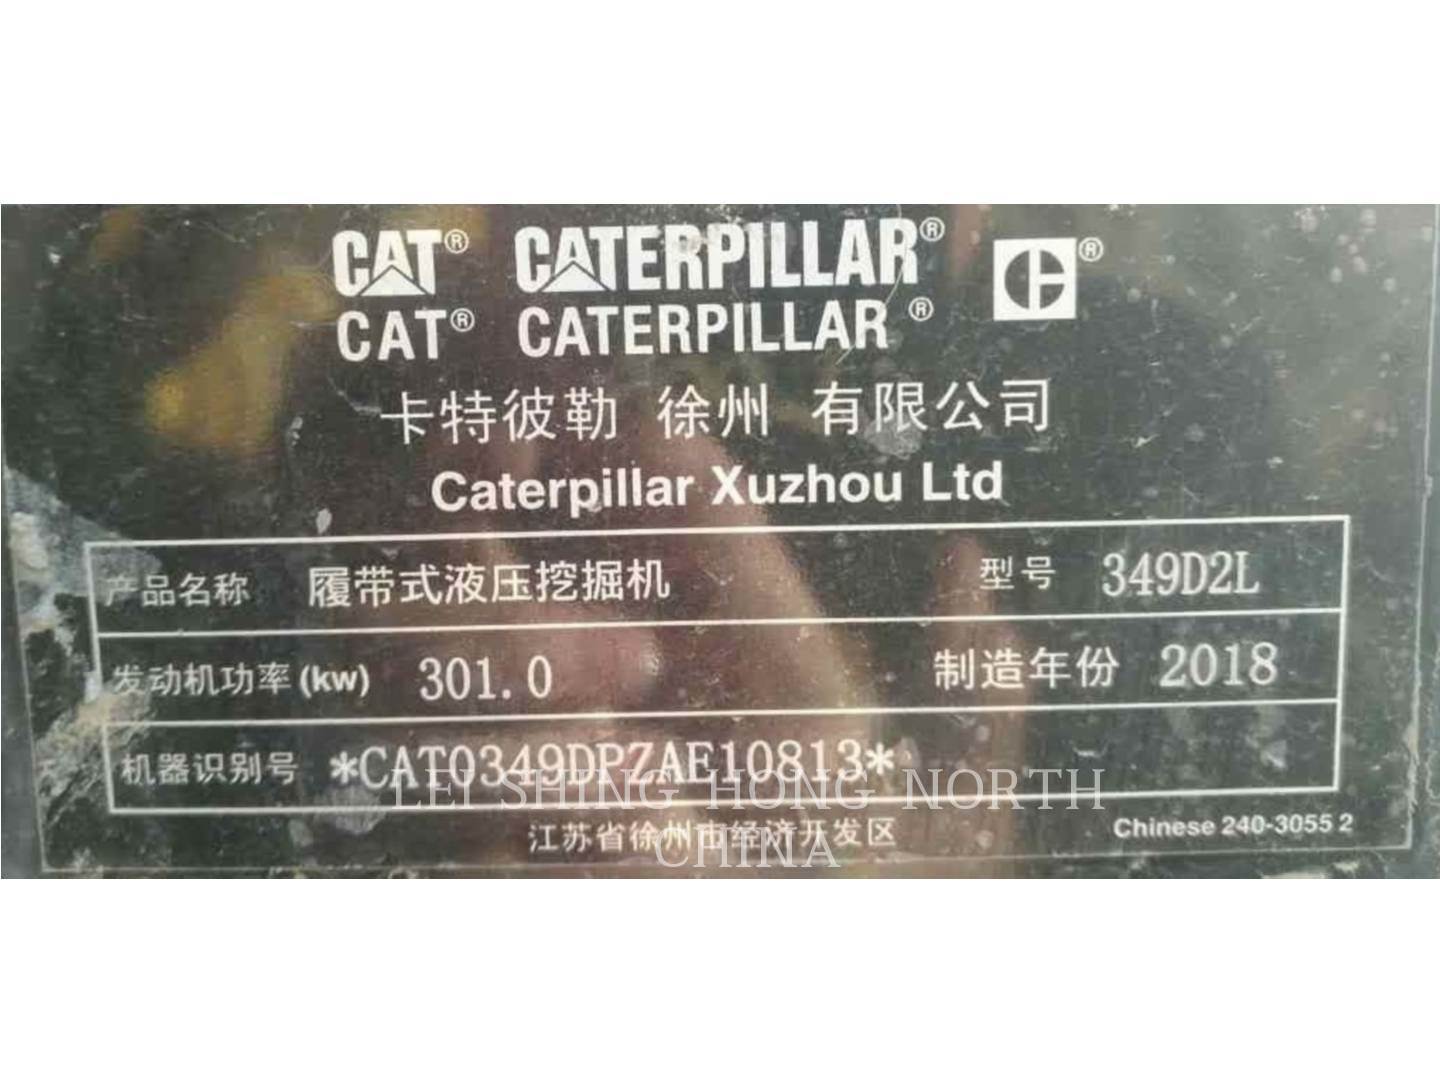 CAT® CATERPILLAR® ®
CAT® CATERPILLAR®
卡特彼勒 徐州 有限公司
Caterpillar Xuzhou Ltd
产品名称 履带式液压挖掘机 型号 349D2L
发动机功率(kw) 301.0 制造年份 2018
机器识别号 *CAT0349DPZAE10813*
LEI SHING HONG NORTH
江苏省徐州市经济开发区 Chinese 240-3055 2
CHINA